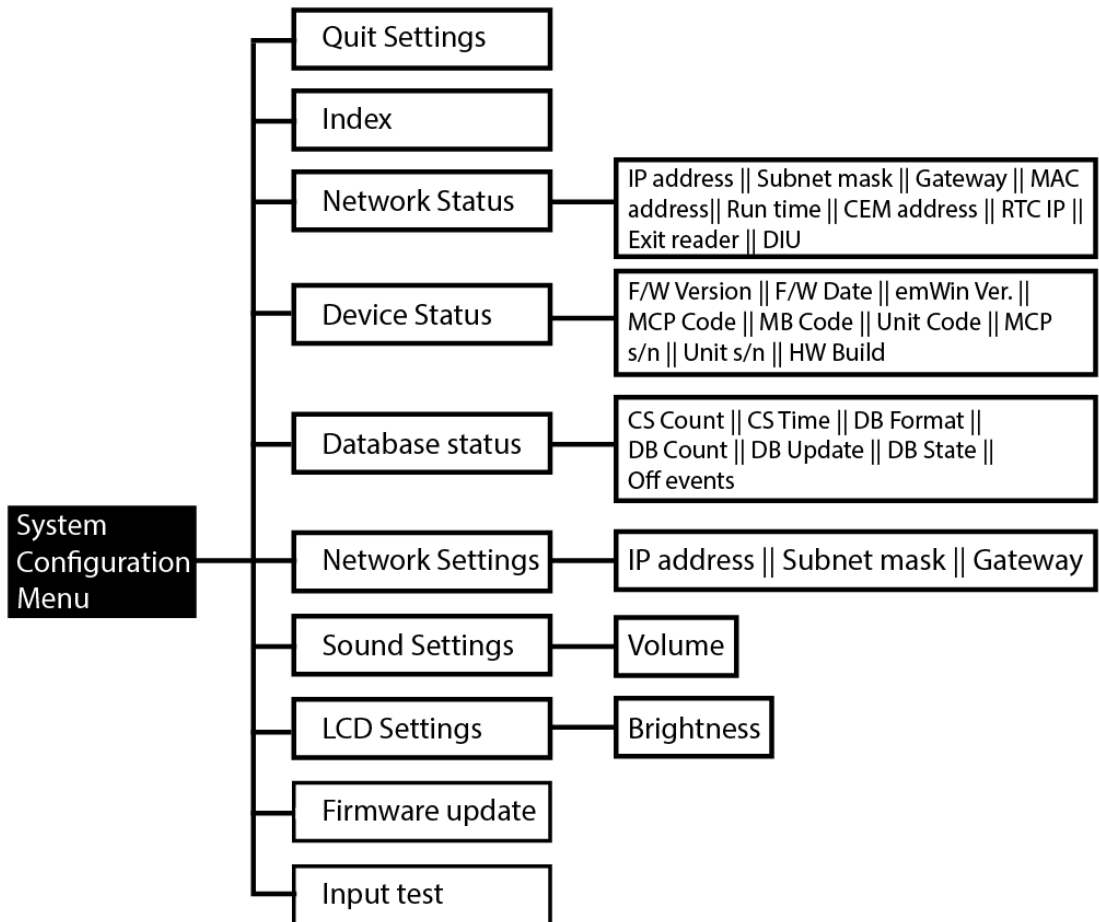 Quit Settings
Index
Network Status
IP address || Subnet mask || Gateway || MAC
address|| Run time || CEM address || RTC IP ||
Exit reader || DIU
Device Status
F/W Version || F/W Date || emWin Ver. ||
MCP Code || MB Code || Unit Code || MCP
s/n || Unit s/n || HW Build
Database status
CS Count || CS Time || DB Format ||
DB Count || DB Update || DB State ||
Off events
System
Configuration
Menu
Network Settings
IP address || Subnet mask || Gateway
Sound Settings
Volume
LCD Settings
Brightness
Firmware update
Input test